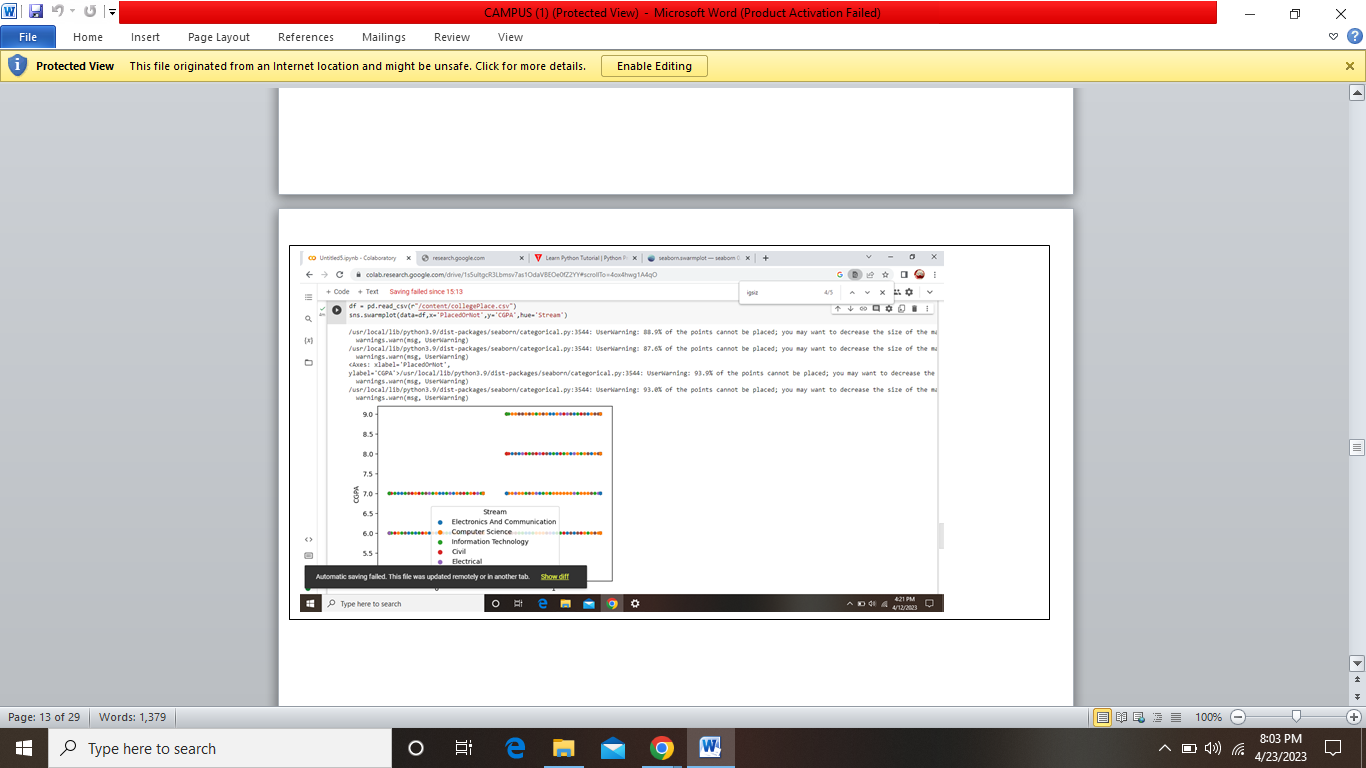 CAMPUS (1) (Protected View) - Microsoft Word (Product Activation Failed)
File Home Insert Page Layout References Mailings Review View
Protected View This file originated from an Internet location and might be unsafe. Click for more details. Enable Editing
Untitled5.ipynb - Colaboratory research.google.com Learn Python Tutorial | Python Pr seaborn.swarmplot — seaborn
+ Code + Text Saving failed since 15:13
igsiz 4/5
df = pd.read_csv(r"/content/collegePlace.csv")
sns.swarmplot(data=df,x='PlacedOrNot',y='CGPA',hue='Stream')
/usr/local/lib/python3.9/dist-packages/seaborn/categorical.py:3544: UserWarning: 88.9% of the points cannot be placed; you may want to decrease the size of the ma
warnings.warn(msg, UserWarning)
/usr/local/lib/python3.9/dist-packages/seaborn/categorical.py:3544: UserWarning: 87.6% of the points cannot be placed; you may want to decrease the size of the ma
warnings.warn(msg, UserWarning)
<Axes: xlabel='PlacedOrNot',
ylabel='CGPA'>/usr/local/lib/python3.9/dist-packages/seaborn/categorical.py:3544: UserWarning: 93.9% of the points cannot be placed; you may want to decrease the
warnings.warn(msg, UserWarning)
/usr/local/lib/python3.9/dist-packages/seaborn/categorical.py:3544: UserWarning: 93.0% of the points cannot be placed; you may want to decrease the size of the ma
warnings.warn(msg, UserWarning)
9.0
8.5
8.0
7.5
7.0
CGPA
6.5
6.0
5.5
Stream
Electronics And Communication
Computer Science
Information Technology
Civil
Electrical
Automatic saving failed. This file was updated remotely or in another tab. Show diff
Type here to search
4:21 PM
4/12/2023
Page: 13 of 29 Words: 1,379 100%
Type here to search
8:03 PM
4/23/2023